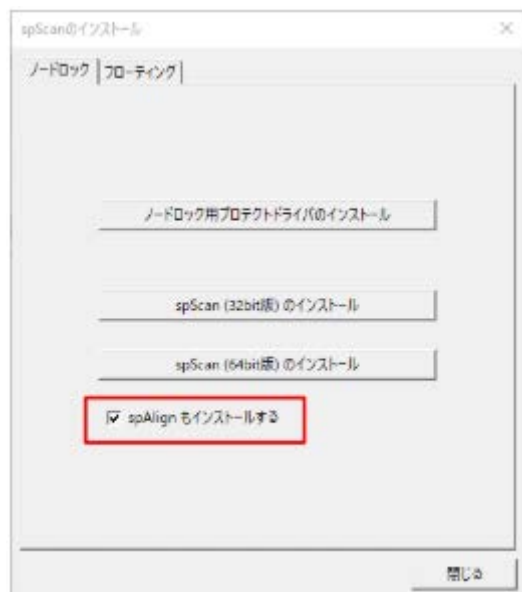 spScanのインストール
ノードロック
フローティング
ノードロック用プロテクトドライバのインストール
spScan (32bit版) のインストール
spScan (64bit版) のインストール
spAlign もインストールする
閉じる